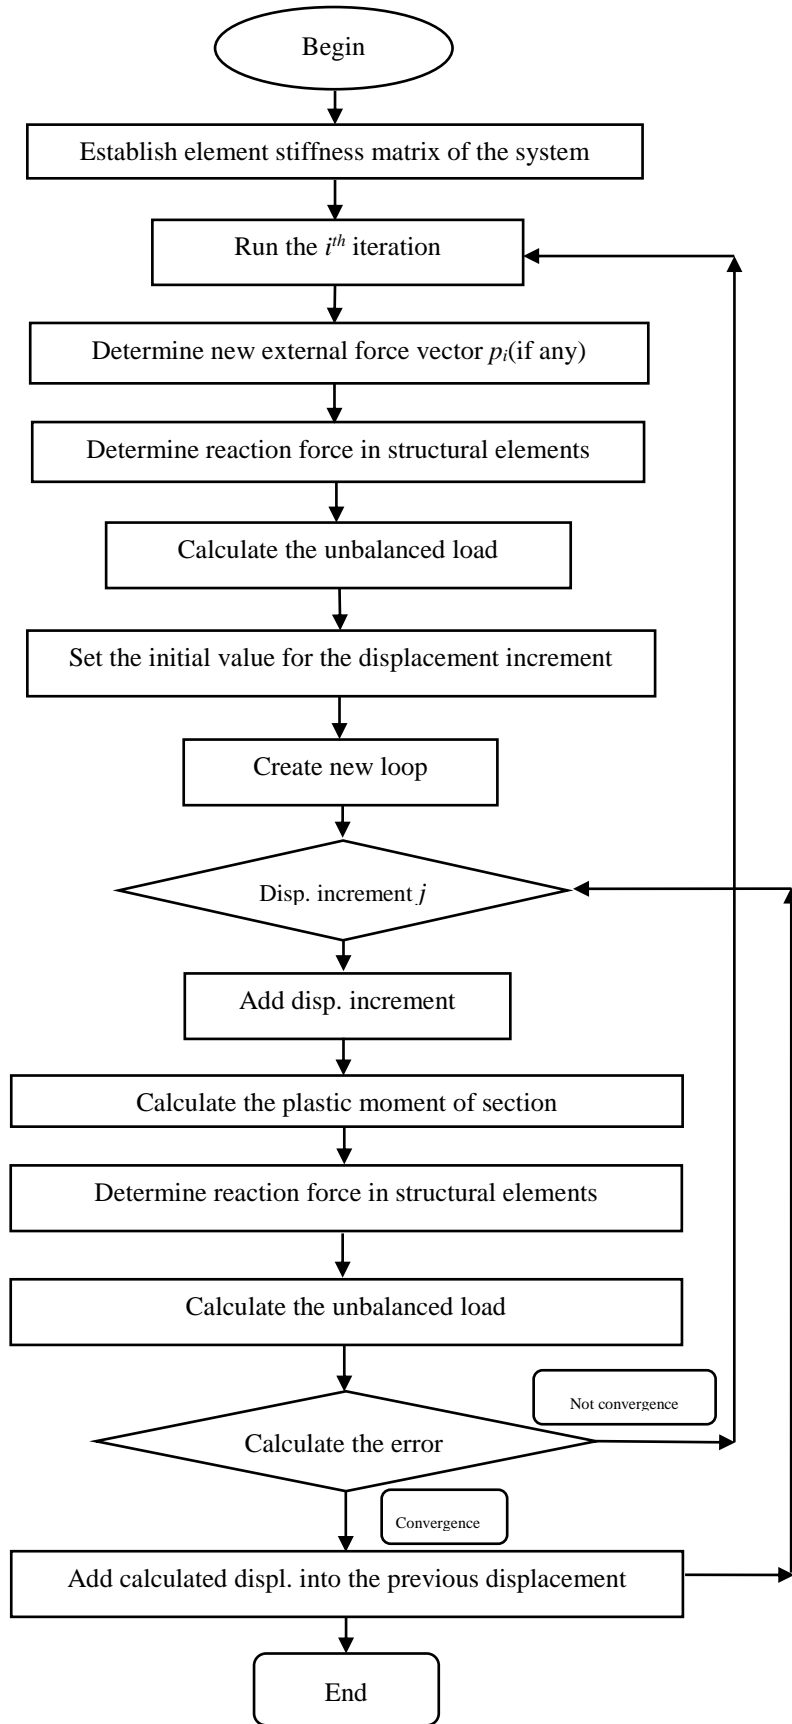 Begin
Establish element stiffness matrix of the system
Run the iᵗʰ iteration
Determine new external force vector pᵢ(if any)
Determine reaction force in structural elements
Calculate the unbalanced load
Set the initial value for the displacement increment
Create new loop
Disp. increment j
Add disp. increment
Calculate the plastic moment of section
Determine reaction force in structural elements
Calculate the unbalanced load
Not convergence
Calculate the error
Convergence
Add calculated displ. into the previous displacement
End